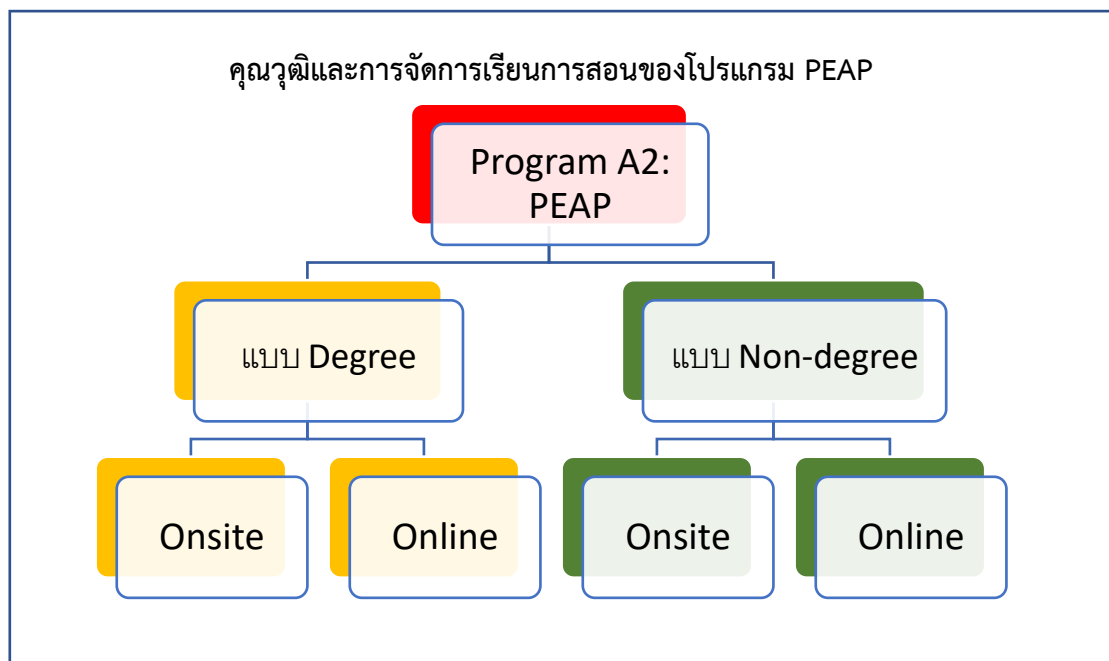 คุณวุฒิและการจัดการเรียนการสอนของโปรแกรม PEAP
Program A2:
PEAP
แบบ Degree
แบบ Non-degree
Onsite
Online
Onsite
Online